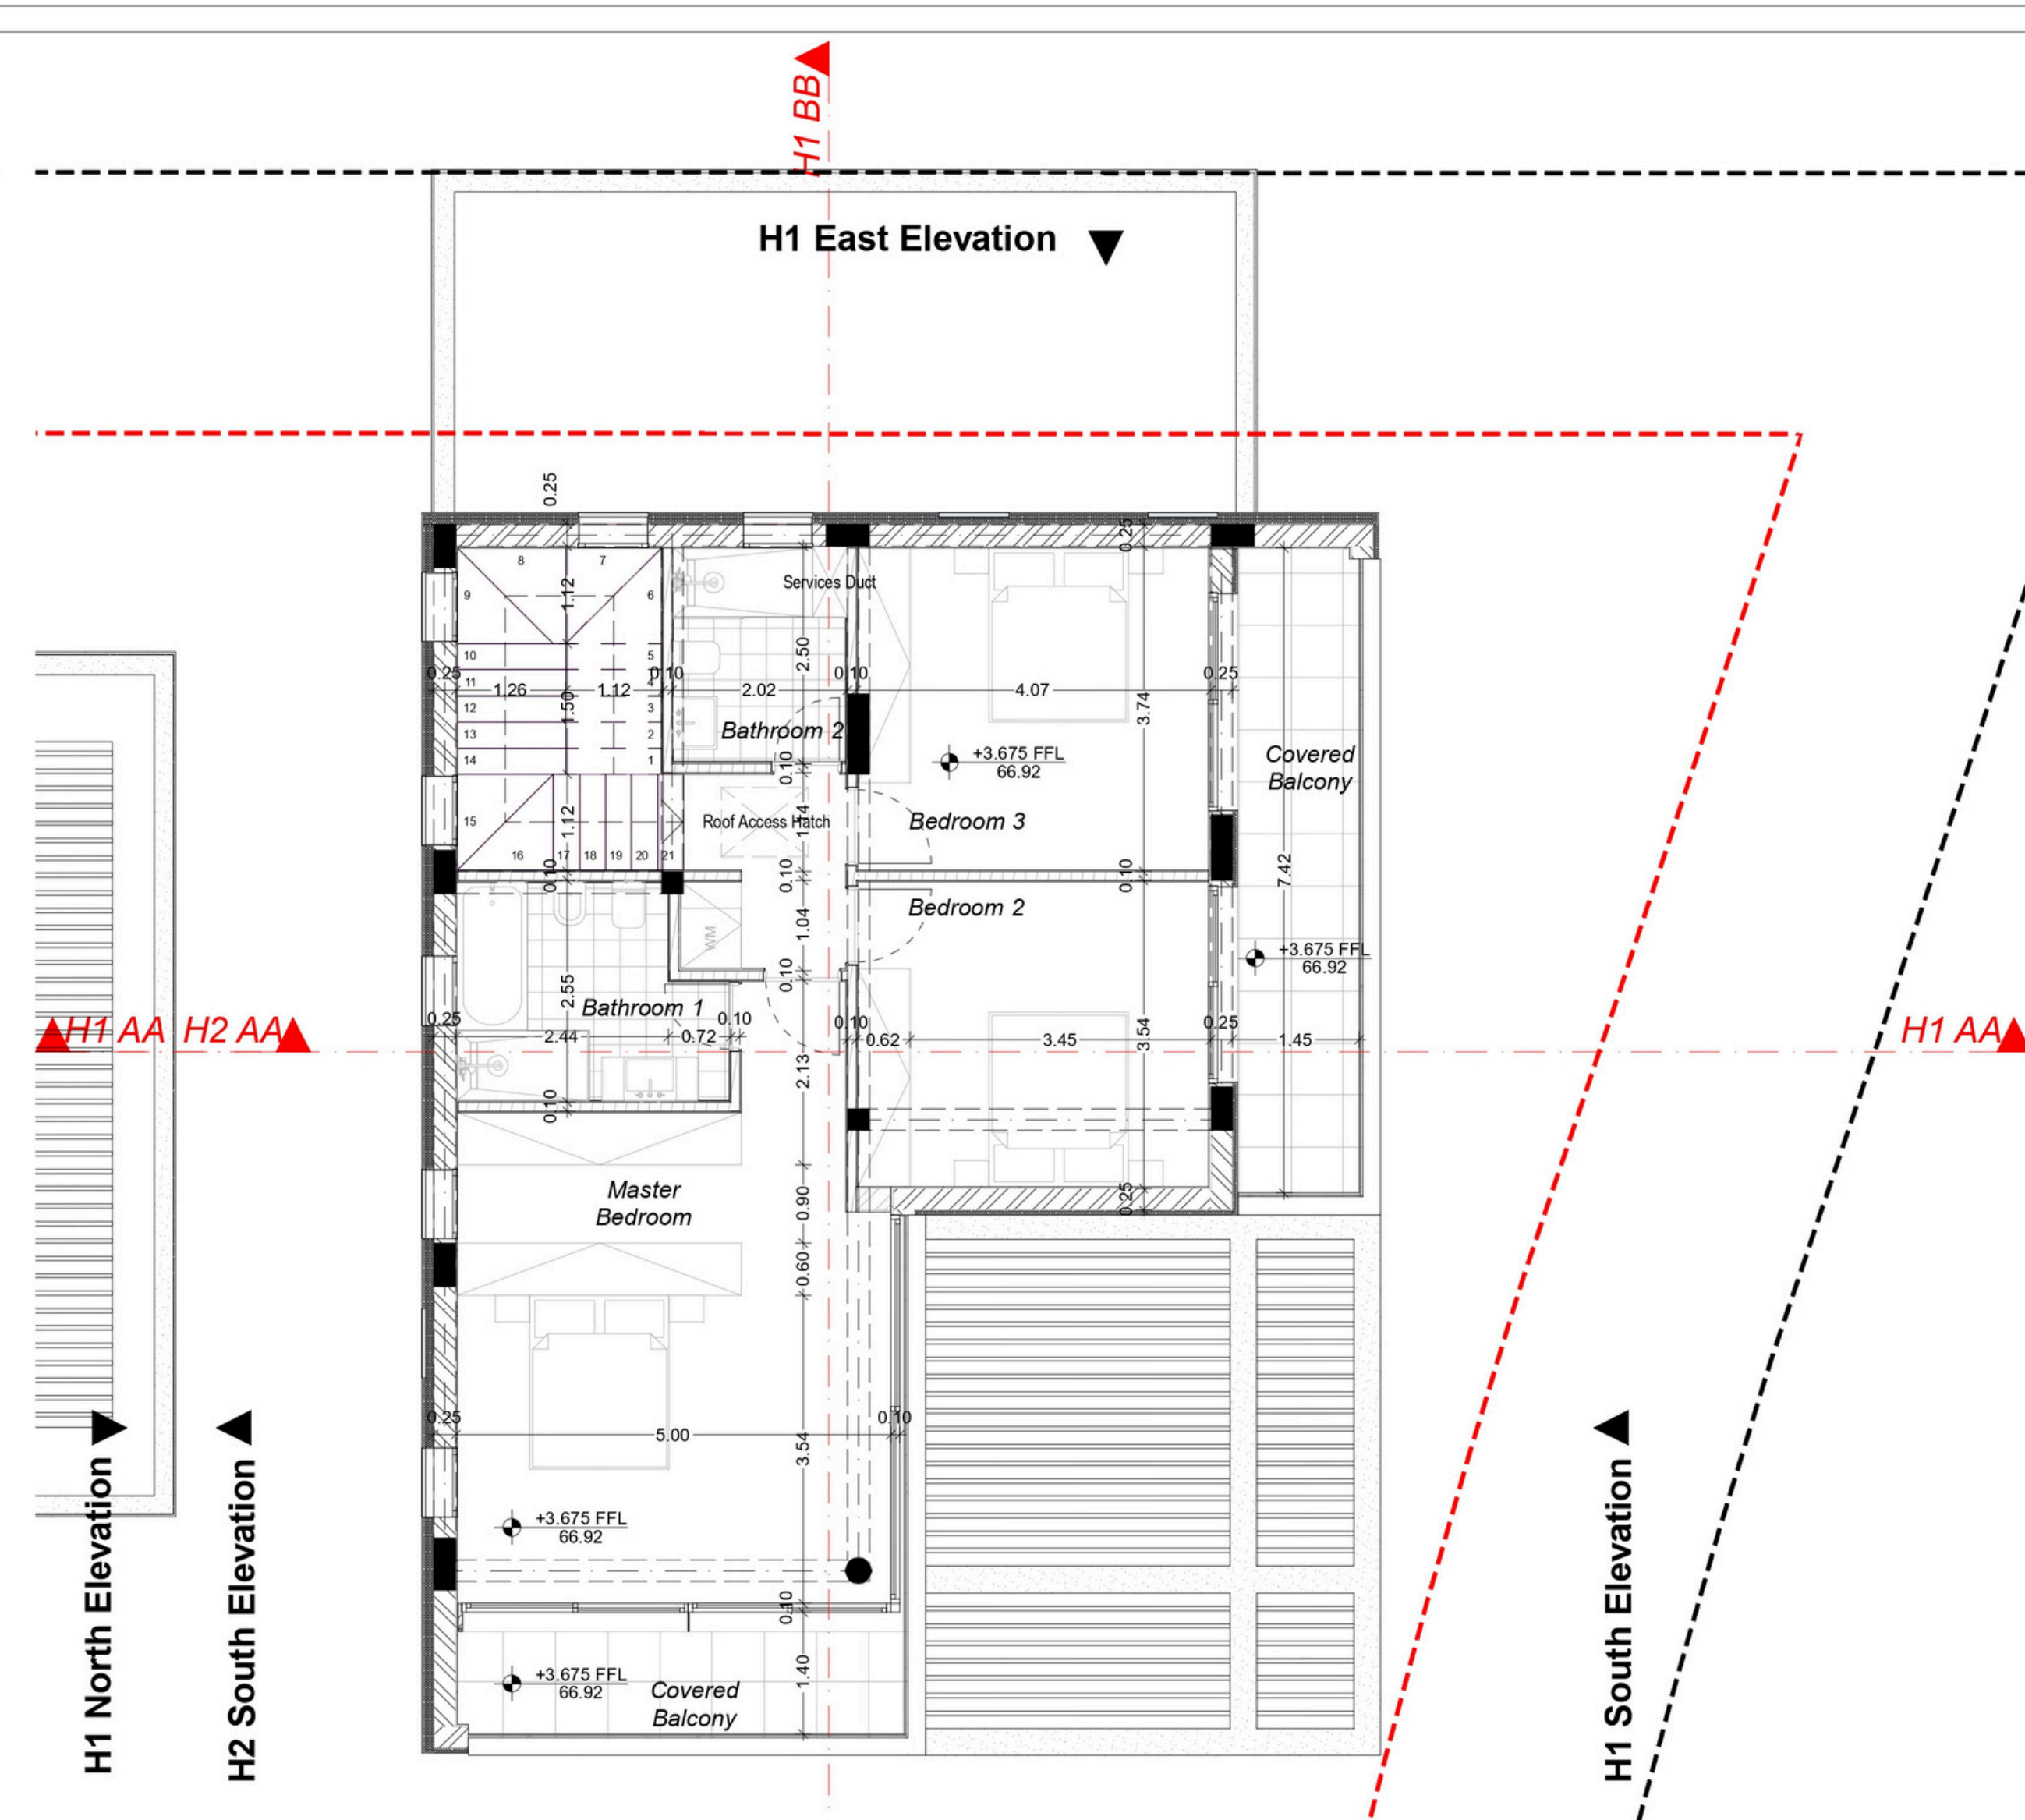 H1 BB
H1 East Elevation
0.25
0.25
8
7
Services Duct
9
1.12
6
10
5
2.50
0.25
0.10
0.10
0.25
11
4
1.26
1.12
2.02
4.07
12
1.50
3
3.74
13
2
Bathroom 2
14
1
0.10
+3.675 FFL
66.92
Covered
Balcony
15
1.12
Roof Access Hatch
1.14
Bedroom 3
16
17
18
19
20
21
0.10
0.10
0.10
7.42
Bedroom 2
1.04
WM
+3.675 FFL
66.92
0.10
2.55
Bathroom 1
0.25
0.10
0.10
0.25
H1 AA
H2 AA
H1 AA
2.44
0.72
0.62
3.45
3.54
1.45
2.13
0.10
Master
Bedroom
0.90
0.25
0.60
0.25
0.10
5.00
3.54
+3.675 FFL
66.92
0.10
+3.675 FFL
66.92
Covered
Balcony
1.40
H1 North Elevation
H2 South Elevation
H1 South Elevation